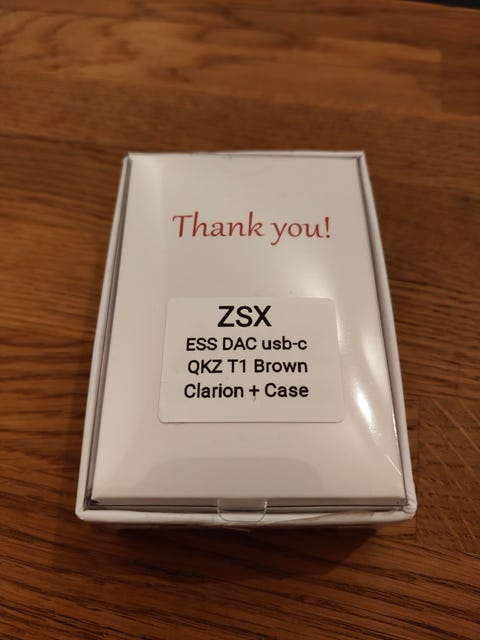 Thank you!
ZSX
ESS DAC usb-c
QKZ T1 Brown
Clarion + Case